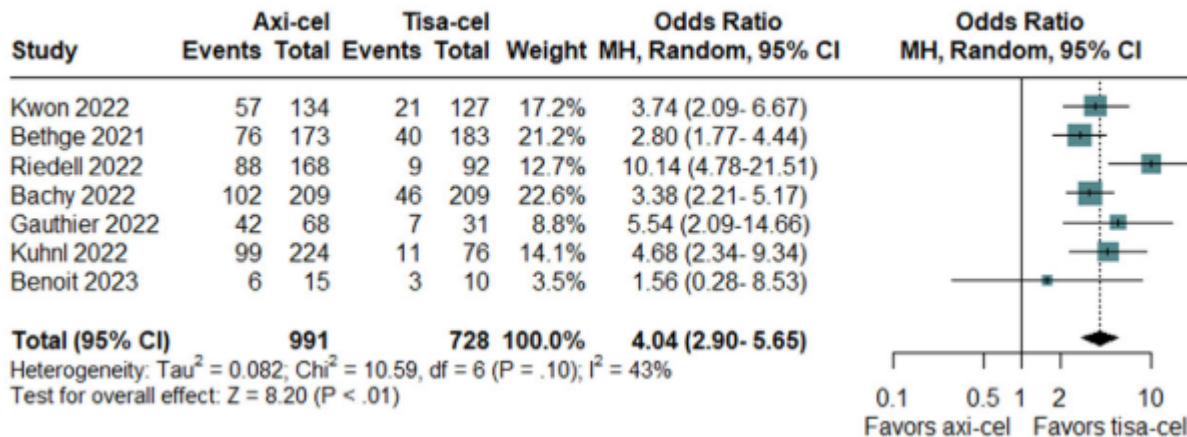 Axi-cel Tisa-cel Odds Ratio Odds Ratio
Study Events Total Events Total Weight MH, Random, 95% CI MH, Random, 95% CI
Kwon 2022 57 134 21 127 17.2% 3.74 (2.09- 6.67)
Bethge 2021 76 173 40 183 21.2% 2.80 (1.77- 4.44)
Riedell 2022 88 168 9 92 12.7% 10.14 (4.78-21.51)
Bachy 2022 102 209 46 209 22.6% 3.38 (2.21- 5.17)
Gauthier 2022 42 68 7 31 8.8% 5.54 (2.09-14.66)
Kuhnl 2022 99 224 11 76 14.1% 4.68 (2.34- 9.34)
Benoit 2023 6 15 3 10 3.5% 1.56 (0.28- 8.53)
Total (95% CI) 991 728 100.0% 4.04 (2.90- 5.65)
Heterogeneity: Tau² = 0.082; Chi² = 10.59, df = 6 (P = .10); I² = 43%
Test for overall effect: Z = 8.20 (P < .01)
0.1 0.5 1 2 10
Favors axi-cel Favors tisa-cel